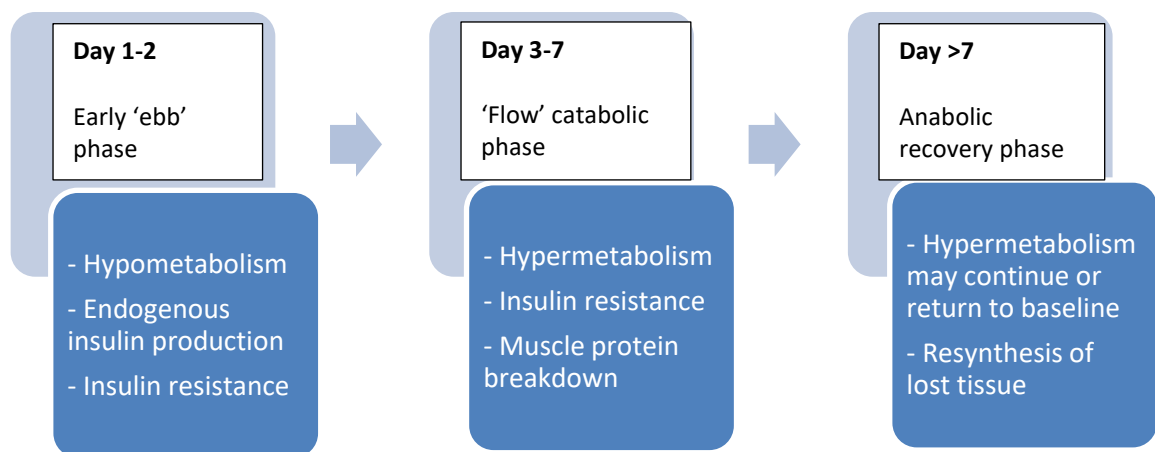 Day 1-2
Early ‘ebb’
phase
- Hypometabolism
- Endogenous
insulin production
- Insulin resistance
Day 3-7
‘Flow’ catabolic
phase
- Hypermetabolism
- Insulin resistance
- Muscle protein
breakdown
Day >7
Anabolic
recovery phase
- Hypermetabolism
may continue or
return to baseline
- Resynthesis of
lost tissue